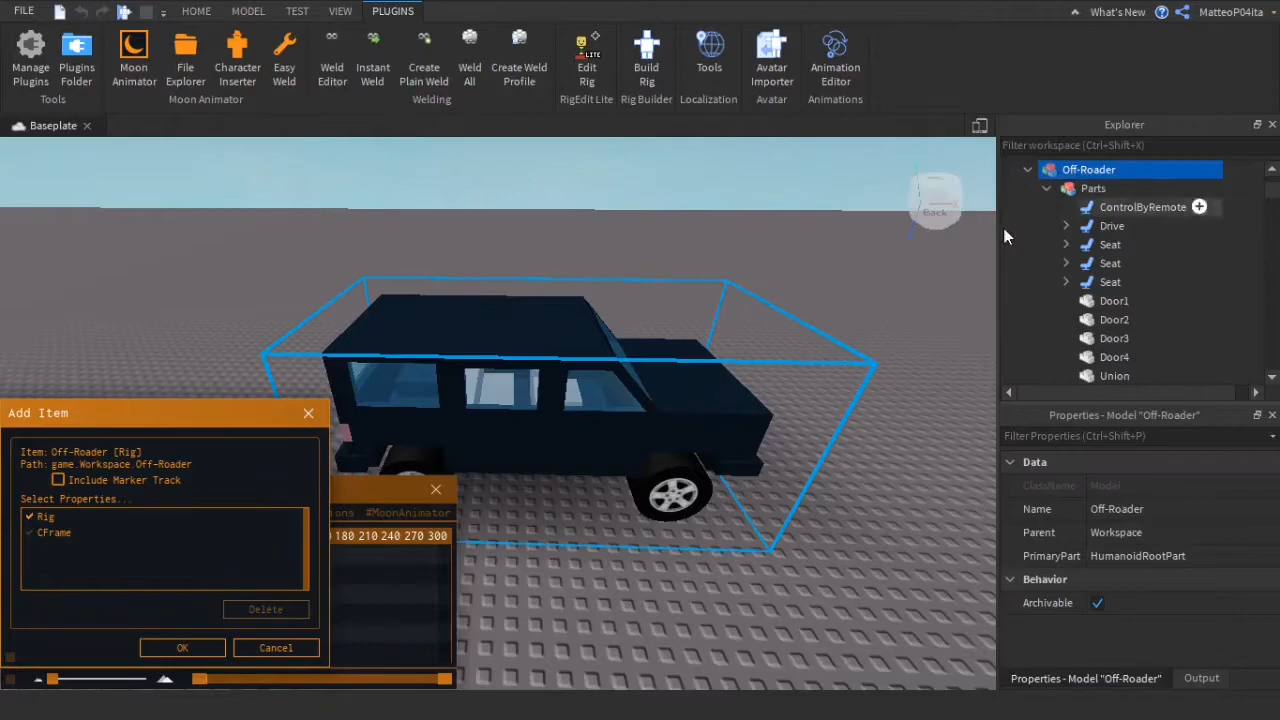 FILE HOME MODEL TEST VIEW PLUGINS What's New MatteoP04ita
Manage Plugins
Plugins Folder
Tools
Moon Animator
File Explorer
Character Inserter
Easy Weld
Moon Animator
Weld Editor
Instant Weld
Create Plain Weld
Weld All
Create Weld Profile
Welding
LITE
Edit Rig
RigEdit Lite
Build Rig
Rig Builder
Tools
Localization
Avatar Importer
Avatar
Animation Editor
Animations
Baseplate
Back
Explorer
Filter workspace (Ctrl+Shift+X)
Off-Roader
Parts
ControlByRemote
Drive
Seat
Seat
Seat
Door1
Door2
Door3
Door4
Union
Properties - Model "Off-Roader"
Filter Properties (Ctrl+Shift+P)
Data
ClassName Model
Name Off-Roader
Parent Workspace
PrimaryPart HumanoidRootPart
Behavior
Archivable
Properties - Model "Off-Roader" Output
Add Item
Item: Off-Roader [Rig]
Path: game.Workspace.Off-Roader
Include Marker Track
Select Properties...
Rig
CFrame
Delete
OK Cancel
ions #MoonAnimator
180 210 240 270 300